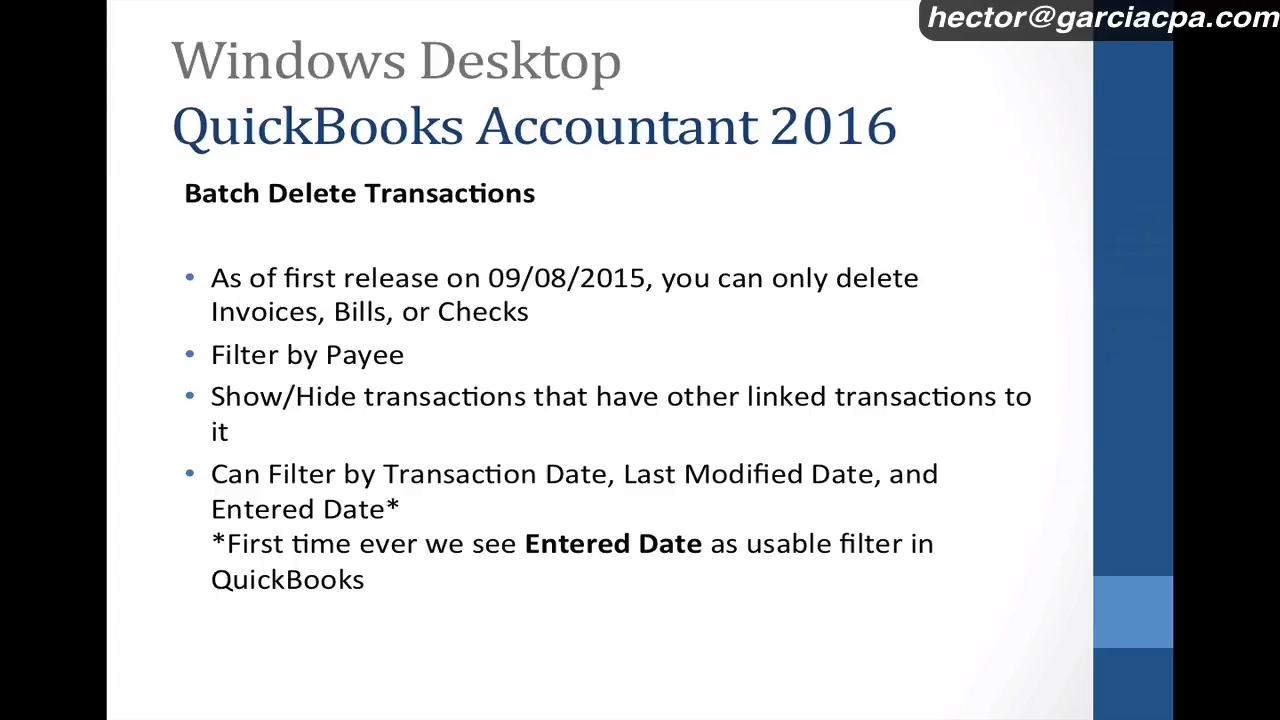 hector@garciacpa.com
Windows Desktop
QuickBooks Accountant 2016
Batch Delete Transactions
• As of first release on 09/08/2015, you can only delete
Invoices, Bills, or Checks
• Filter by Payee
• Show/Hide transactions that have other linked transactions to
it
• Can Filter by Transaction Date, Last Modified Date, and
Entered Date*
*First time ever we see Entered Date as usable filter in
QuickBooks